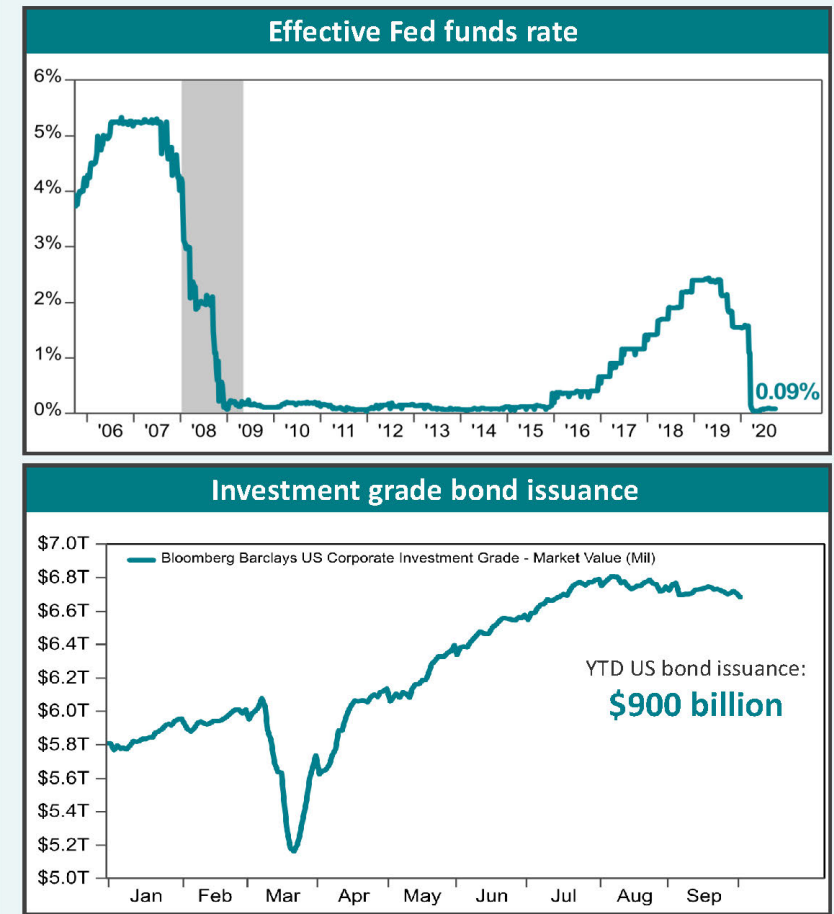 Effective Fed funds rate
6%
5%
4%
3%
2%
1%
0%
0.09%
'06 '07 '08 '09 '10 '11 '12 '13 '14 '15 '16 '17 '18 '19 '20
Investment grade bond issuance
$7.0T
Bloomberg Barclays US Corporate Investment Grade - Market Value (Mil)
$6.8T
$6.6T
$6.4T
$6.2T
YTD US bond issuance:
$900 billion
$6.0T
$5.8T
$5.6T
$5.4T
$5.2T
$5.0T
Jan Feb Mar Apr May Jun Jul Aug Sep